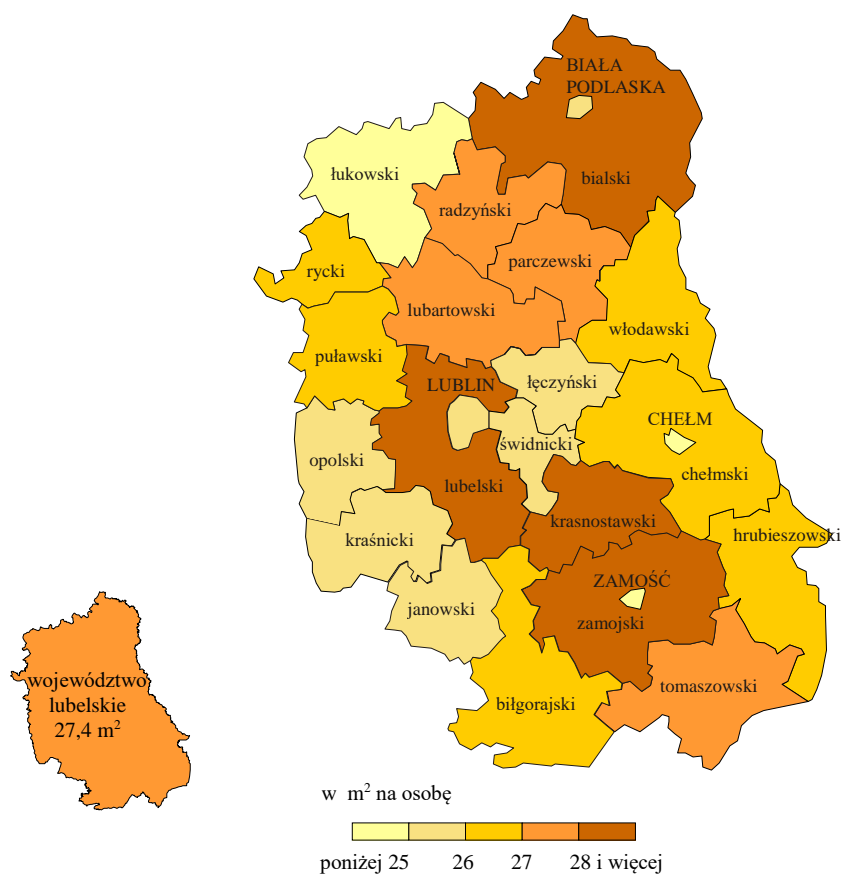 BIAŁA
PODLASKA
łukowski
bialski
radzyński
rycki
parczewski
lubartowski
włodawski
puławski
łęczyński
LUBLIN
CHEŁM
świdnicki
opolski
chełmski
lubelski
krasnostawski
hrubieszowski
kraśnicki
ZAMOŚĆ
janowski
zamojski
województwo
lubelskie
27,4 m²
tomaszowski
biłgorajski
w m² na osobę
poniżej 25 26 27 28 i więcej